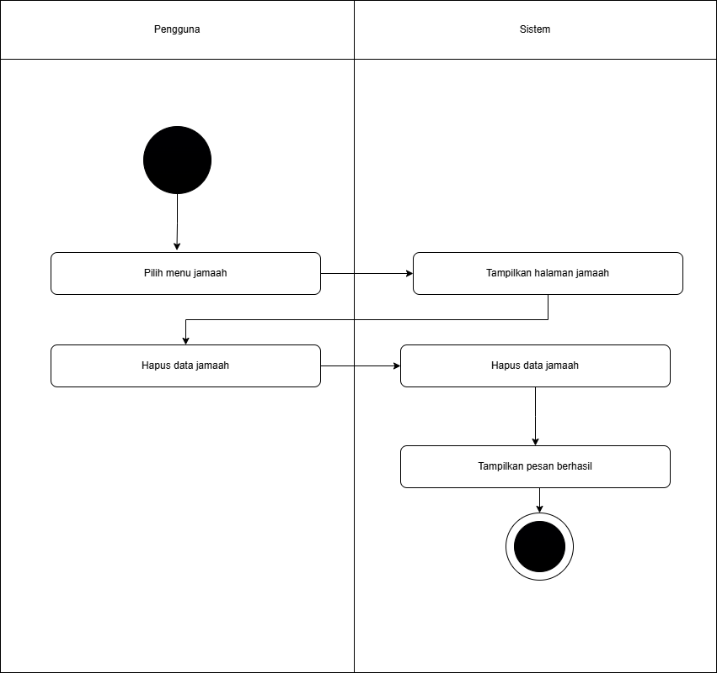 Pengguna
Sistem
Pilih menu jamaah
Tampilkan halaman jamaah
Hapus data jamaah
Hapus data jamaah
Tampilkan pesan berhasil